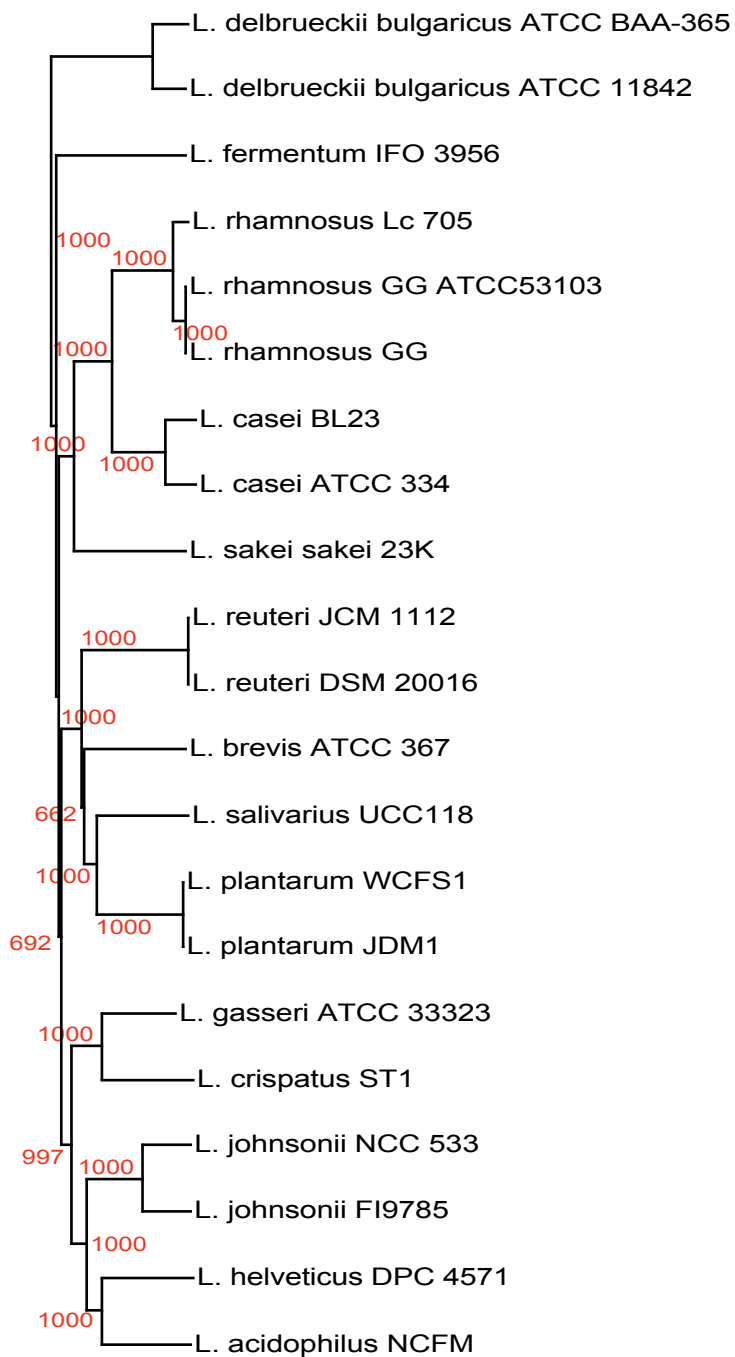 L. delbrueckii bulgaricus ATCC BAA-365
L. delbrueckii bulgaricus ATCC 11842
L. fermentum IFO 3956
L. rhamnosus Lc 705
1000
1000
1000
L. rhamnosus GG ATCC53103
1000
L. rhamnosus GG
1000
L. casei BL23
1000
1000
L. casei ATCC 334
L. sakei sakei 23K
L. reuteri JCM 1112
1000
L. reuteri DSM 20016
1000
L. brevis ATCC 367
662
L. salivarius UCC118
1000
L. plantarum WCFS1
1000
692
L. plantarum JDM1
L. gasseri ATCC 33323
1000
L. crispatus ST1
L. johnsonii NCC 533
997
1000
L. johnsonii FI9785
1000
L. helveticus DPC 4571
1000
L. acidophilus NCFM